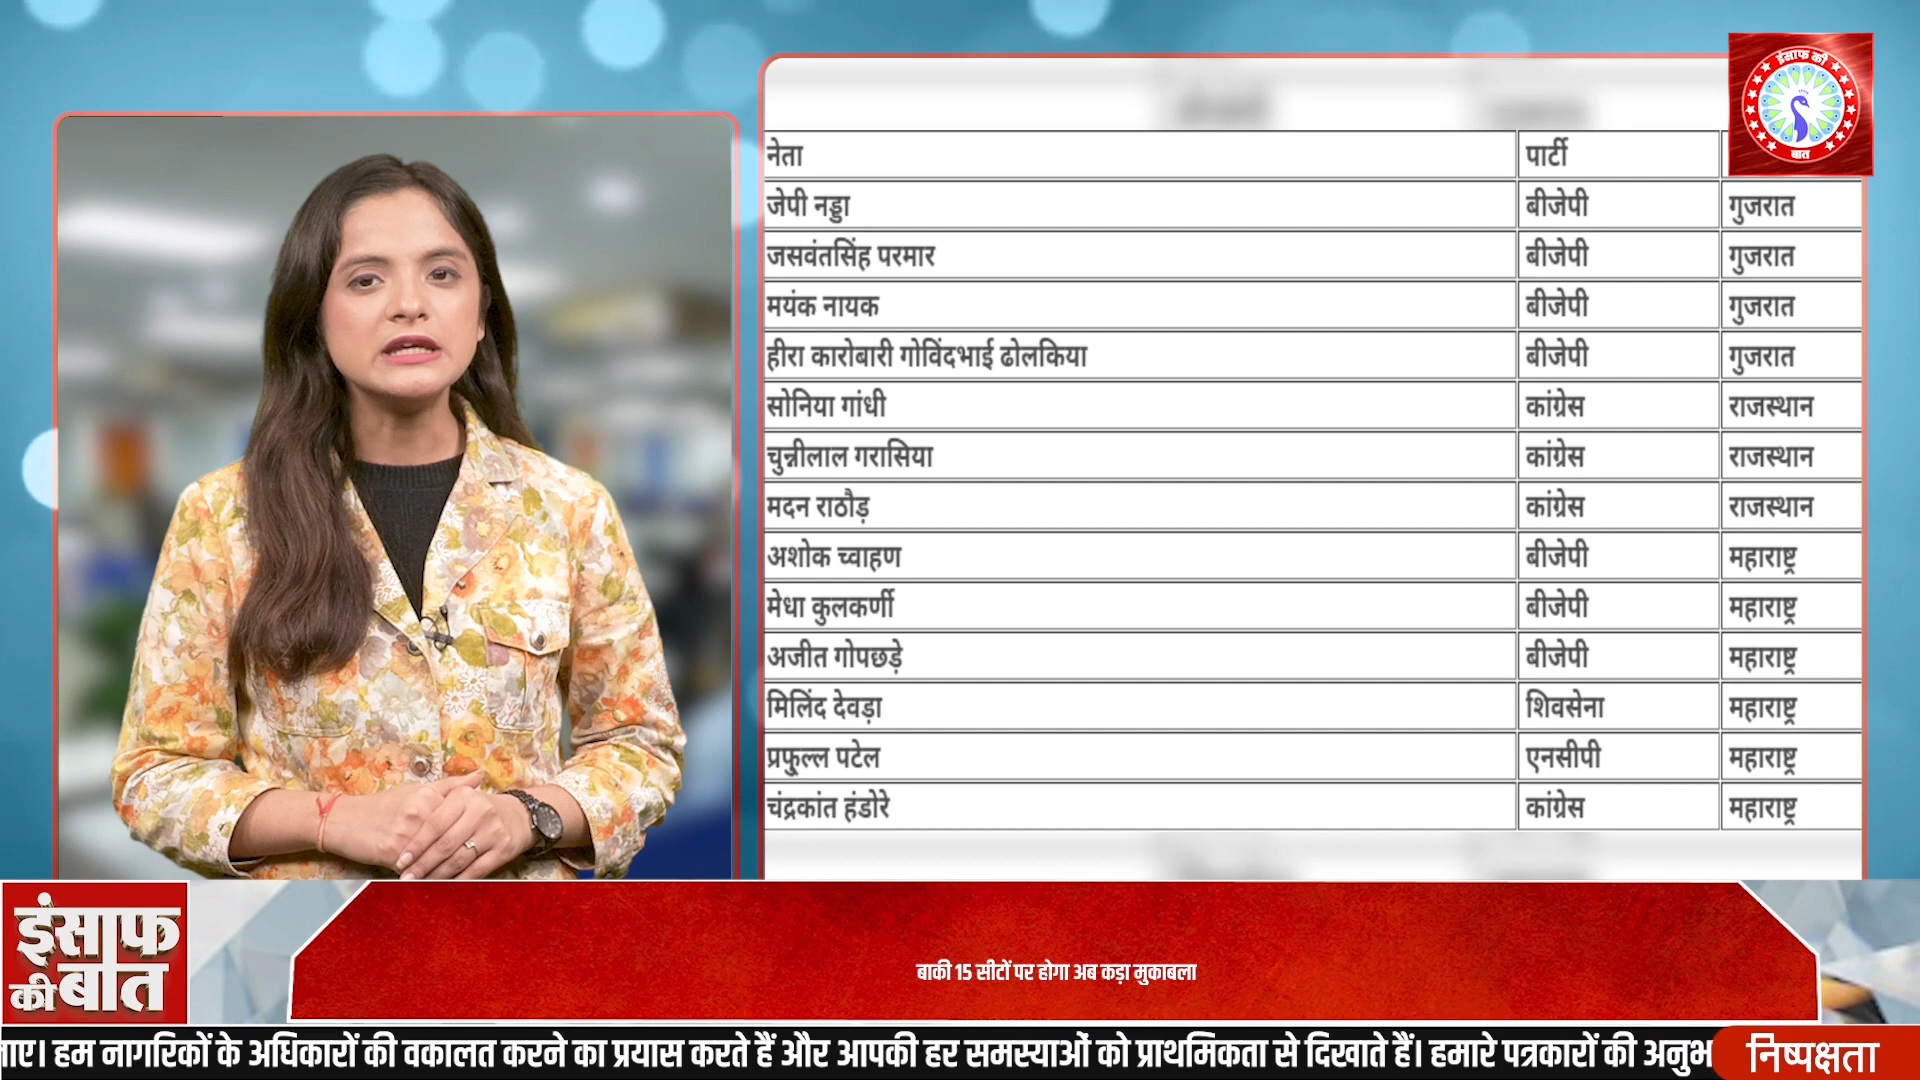 इंसाफ की
बात
नेता पार्टी
जेपी नड्डा बीजेपी गुजरात
जसवंतसिंह परमार बीजेपी गुजरात
मयंक नायक बीजेपी गुजरात
हीरा कारोबारी गोविंदभाई ढोलकिया बीजेपी गुजरात
सोनिया गांधी कांग्रेस राजस्थान
चुन्नीलाल गरासिया कांग्रेस राजस्थान
मदन राठौड़ कांग्रेस राजस्थान
अशोक च्वाहण बीजेपी महाराष्ट्र
मेधा कुलकर्णी बीजेपी महाराष्ट्र
अजीत गोपछड़े बीजेपी महाराष्ट्र
मिलिंद देवड़ा शिवसेना महाराष्ट्र
प्रफुल्ल पटेल एनसीपी महाराष्ट्र
चंद्रकांत हंडोरे कांग्रेस महाराष्ट्र
इंसाफ
की बात
बाकी 15 सीटों पर होगा अब कड़ा मुकाबला
हम नागरिकों के अधिकारों की वकालत करने का प्रयास करते हैं और आपकी हर समस्याओं को प्राथमिकता से दिखाते हैं। हमारे पत्रकारों की
निष्पक्षता